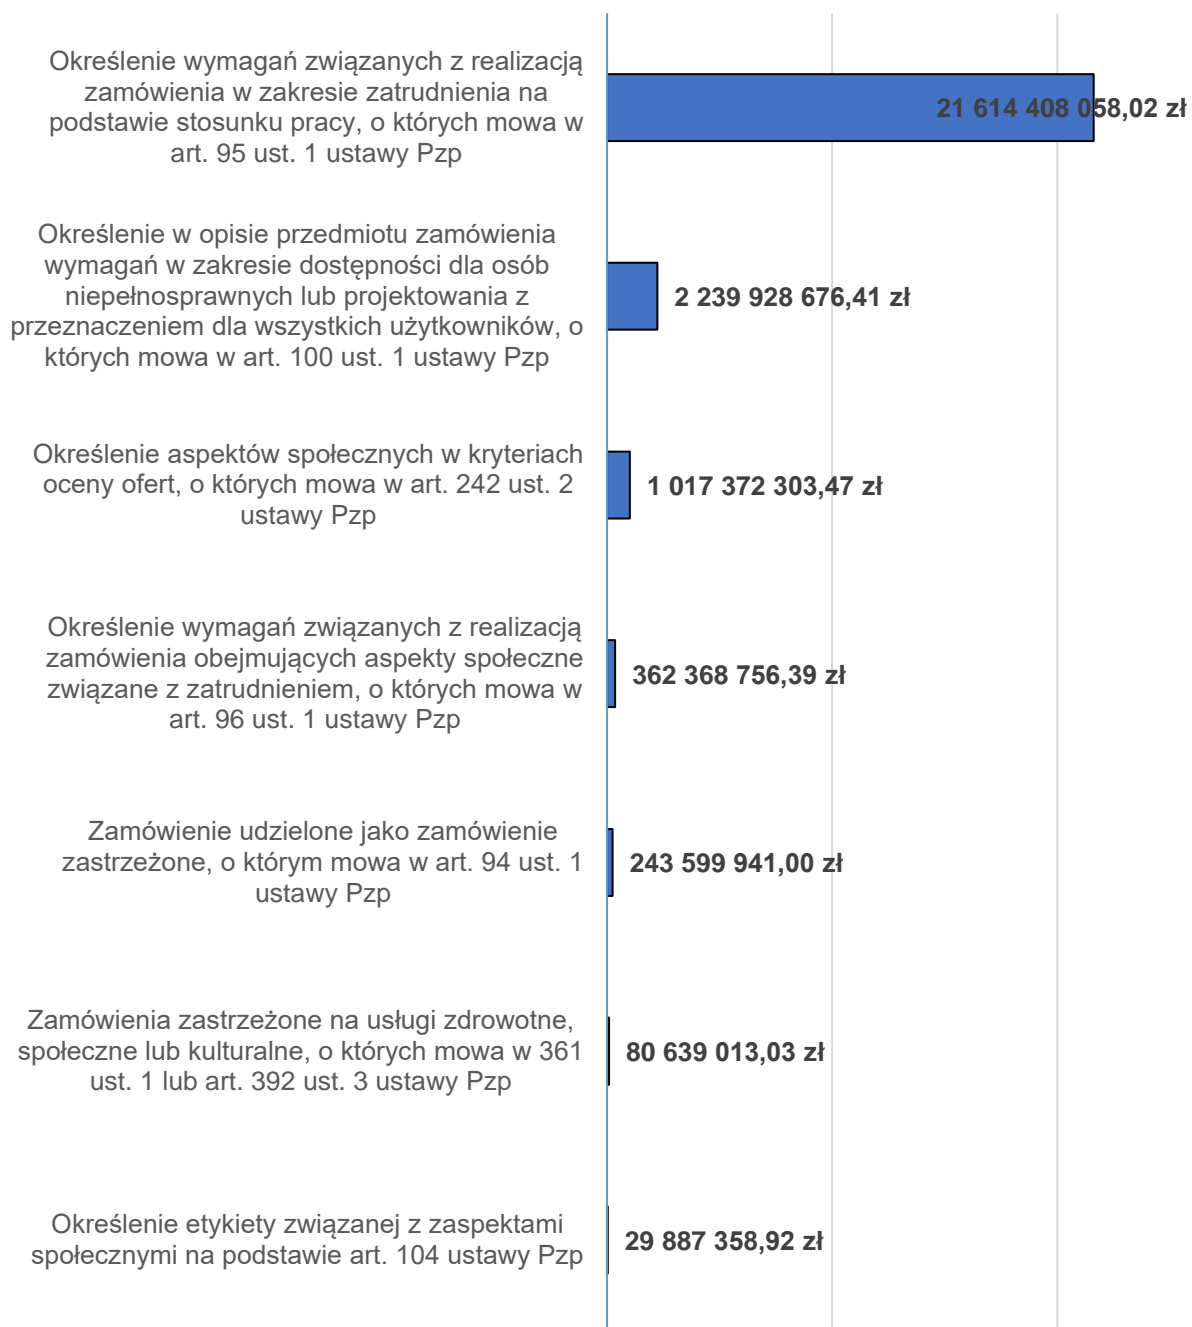 Określenie wymagań związanych z realizacją
zamówienia w zakresie zatrudnienia na
podstawie stosunku pracy, o których mowa w
art. 95 ust. 1 ustawy Pzp
21 614 408 058,02 zł
Określenie w opisie przedmiotu zamówienia
wymagań w zakresie dostępności dla osób
niepełnosprawnych lub projektowania z
przeznaczeniem dla wszystkich użytkowników, o
których mowa w art. 100 ust. 1 ustawy Pzp
2 239 928 676,41 zł
Określenie aspektów społecznych w kryteriach
oceny ofert, o których mowa w art. 242 ust. 2
ustawy Pzp
1 017 372 303,47 zł
Określenie wymagań związanych z realizacją
zamówienia obejmujących aspekty społeczne
związane z zatrudnieniem, o których mowa w
art. 96 ust. 1 ustawy Pzp
362 368 756,39 zł
Zamówienie udzielone jako zamówienie
zastrzeżone, o którym mowa w art. 94 ust. 1
ustawy Pzp
243 599 941,00 zł
Zamówienia zastrzeżone na usługi zdrowotne,
społeczne lub kulturalne, o których mowa w 361
ust. 1 lub art. 392 ust. 3 ustawy Pzp
80 639 013,03 zł
Określenie etykiety związanej z zaspektami
społecznymi na podstawie art. 104 ustawy Pzp
29 887 358,92 zł